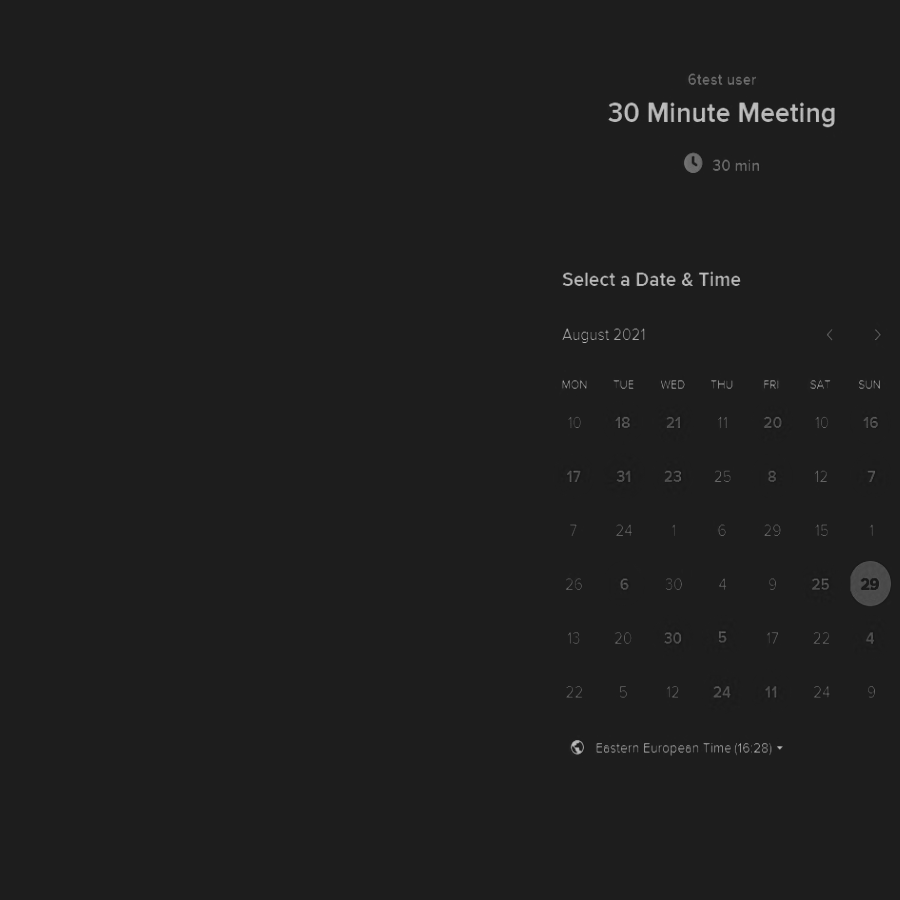 6test user
30 Minute Meeting
30 min
Select a Date & Time
August 2021
MON TUE WED THU FRI SAT SUN
10 18 21 11 20 10 16
17 31 23 25 8 12 7
7 24 1 6 29 15 1
26 6 30 4 9 25 29
13 20 30 5 17 22 4
22 5 12 24 11 24 9
Eastern European Time (16:28)